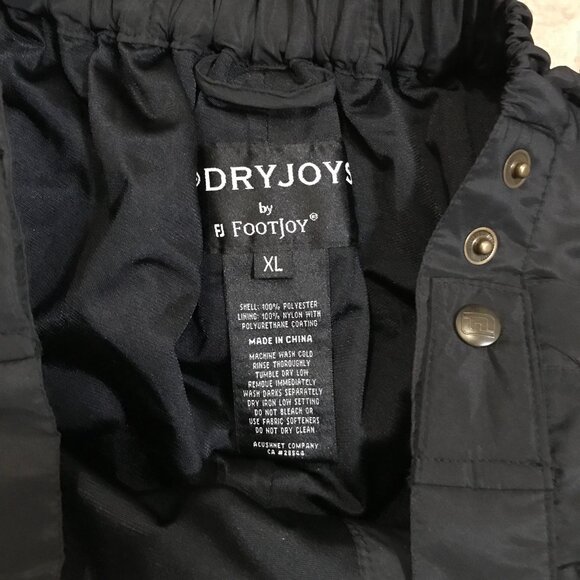 DRYJOYS
by
FJ FOOTJOY®
XL
SHELL: 100% POLYESTER
LINING: 100% NYLON WITH
POLYURETHANE COATING
MADE IN CHINA
MACHINE WASH COLD
RINSE THOROUGHLY
TUMBLE DRY LOW
REMOVE IMMEDIATELY
WASH DARKS SEPARATELY
DRY IRON LOW SETTING
DO NOT BLEACH OR
USE FABRIC SOFTENERS
DO NOT DRY CLEAN
ACUSHNET COMPANY
CA #28566